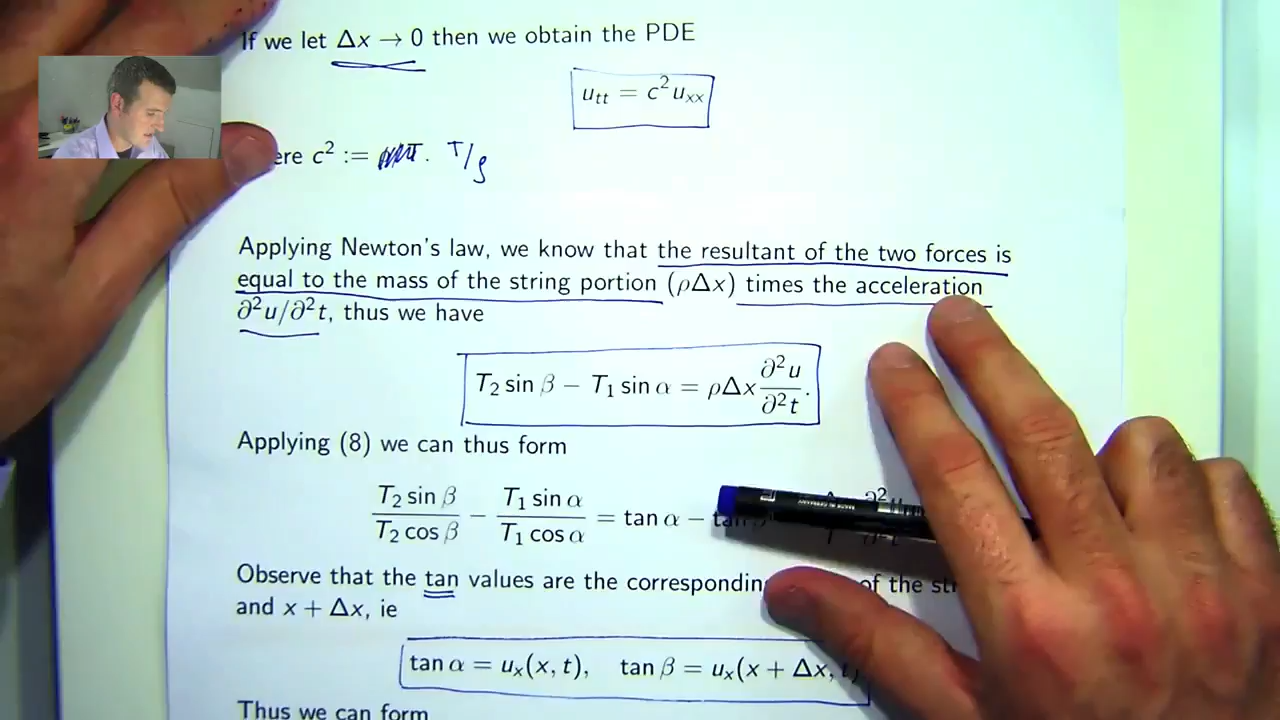 If we let Δx → 0 then we obtain the PDE
u_tt = c² u_xx
ere c² := T/ρ
Applying Newton's law, we know that the resultant of the two forces is
equal to the mass of the string portion (ρΔx) times the acceleration
∂²u/∂²t, thus we have
T₂ sin β − T₁ sin α = ρΔx ∂²u/∂²t.
Applying (8) we can thus form
T₂ sin β / T₂ cos β − T₁ sin α / T₁ cos α = tan α −
Observe that the tan values are the of the
and x + Δx, ie
tan α = u_x(x, t), tan β = u_x(x + Δx,
Thus we can form